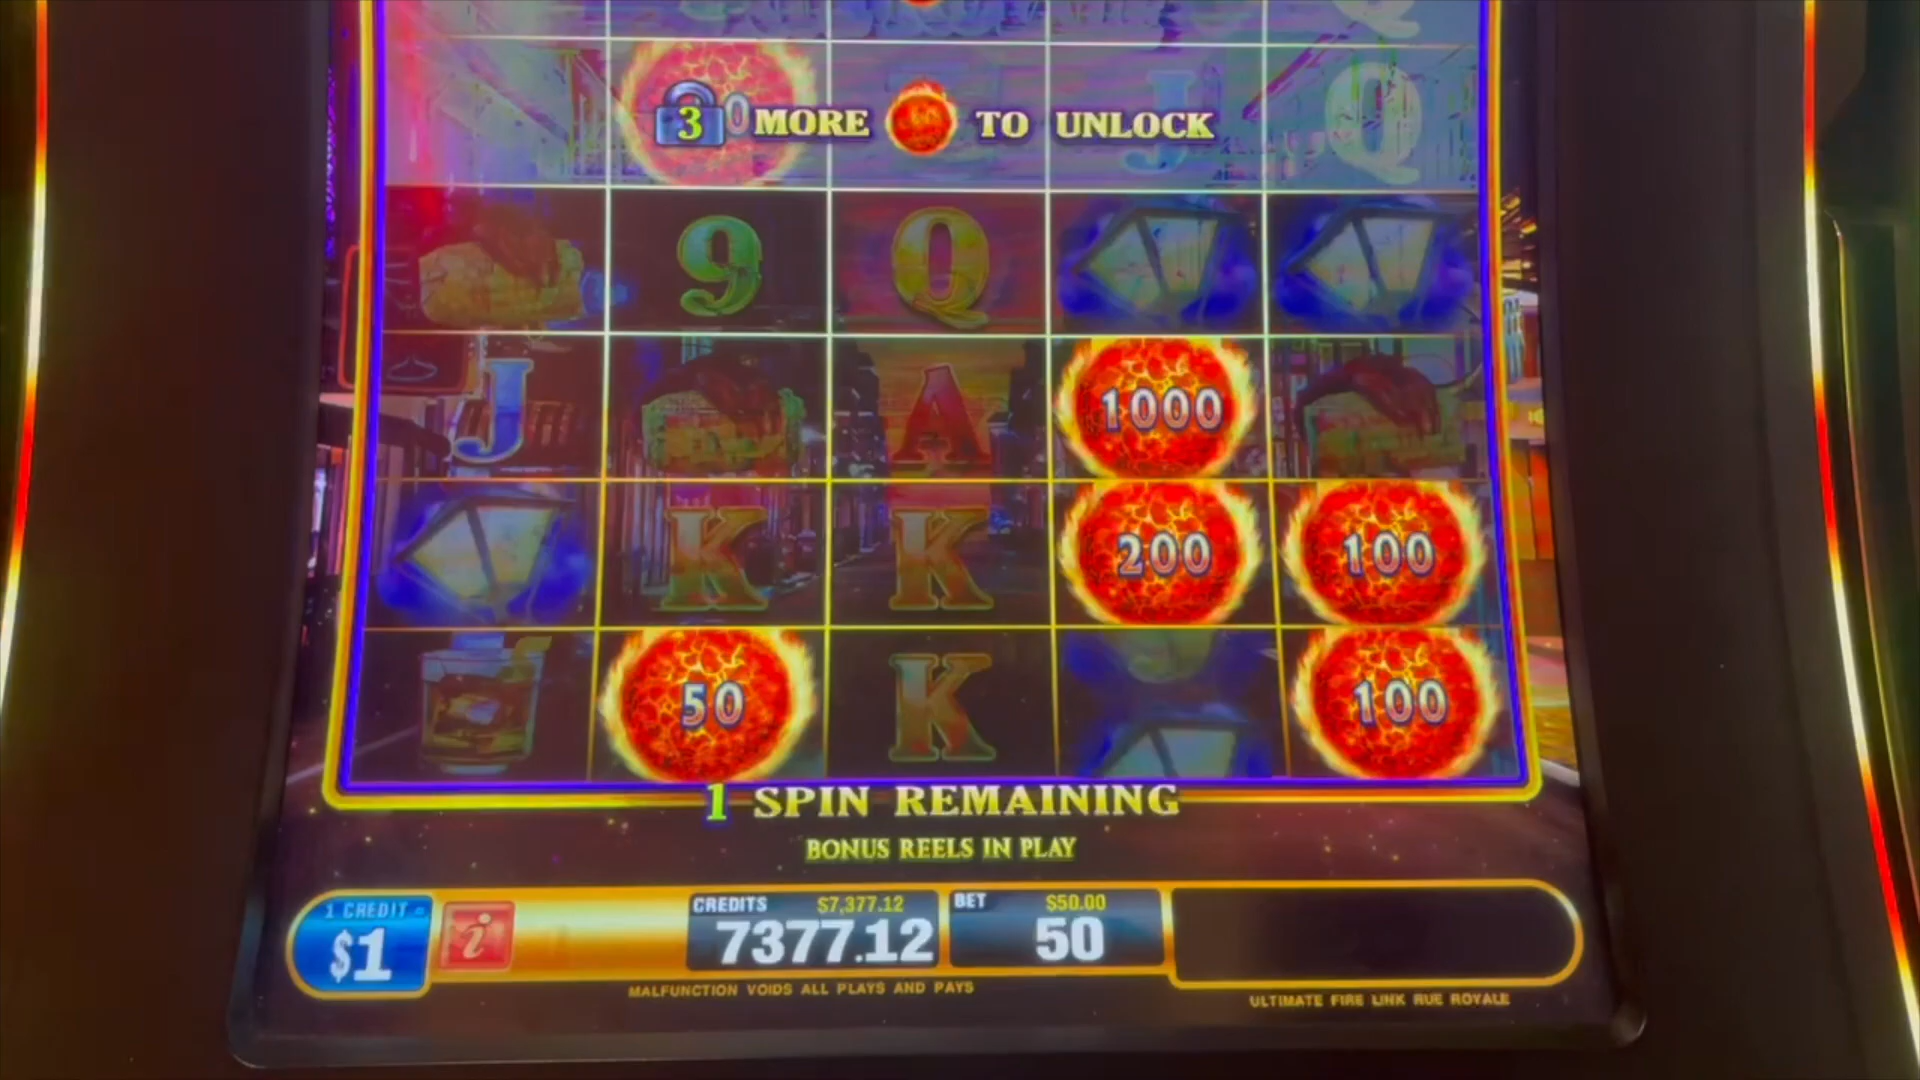 Q
3 MORE TO UNLOCK
J Q
9 Q
J A 1000
K K 200 100
50 K 100
1 SPIN REMAINING
BONUS REELS IN PLAY
1 CREDIT =
$1
i
CREDITS $7,377.12
7377.12
BET $50.00
50
MALFUNCTION VOIDS ALL PLAYS AND PAYS
ULTIMATE FIRE LINK RUE ROYALE